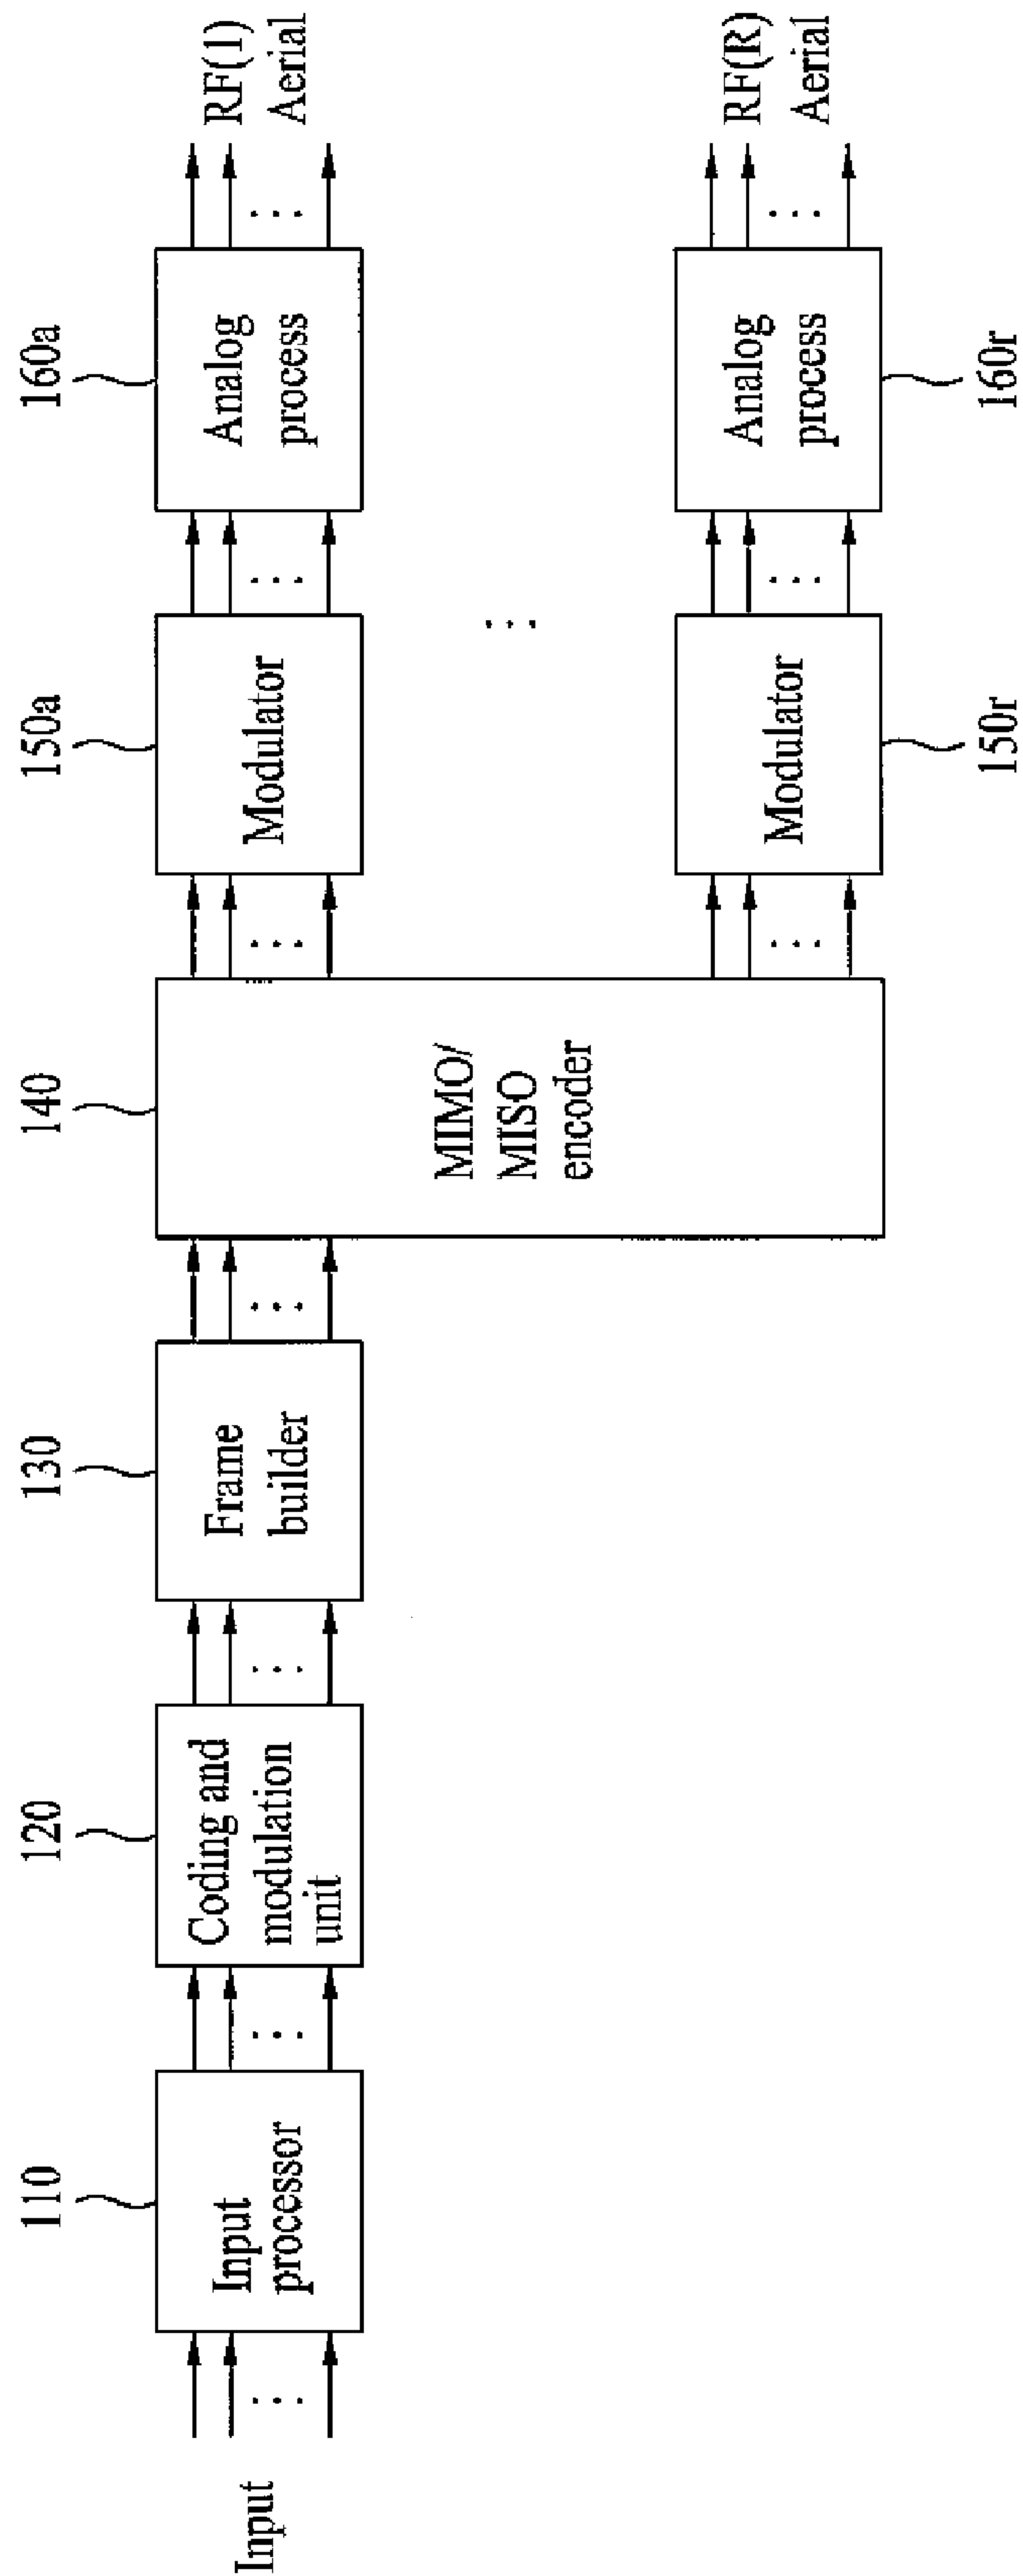 110
120
130
140
150a
160a
Input
Input
processor
Coding and
modulation
unit
Frame
builder
MIMO/
MISO
encoder
Modulator
Analog
process
RF(1)
Aerial
Modulator
Analog
process
RF(R)
Aerial
150r
160r